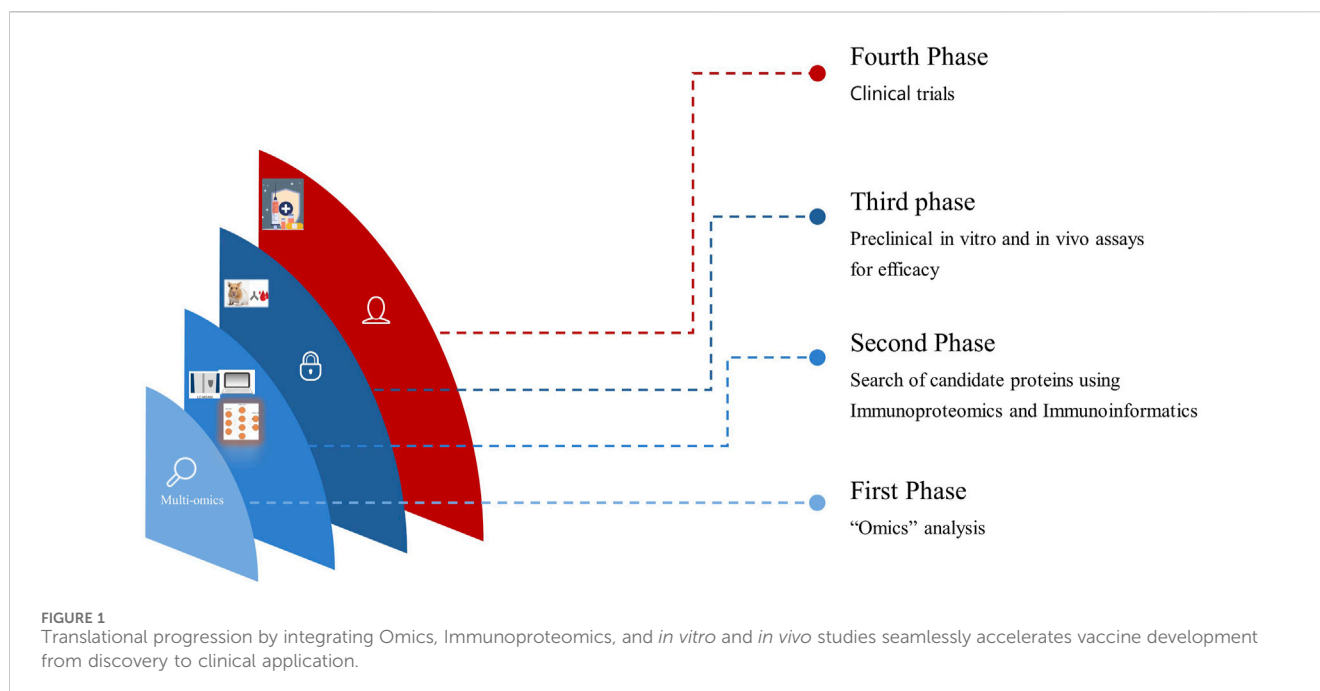 Fourth Phase
Clinical trials
Third phase
Preclinical in vitro and in vivo assays
for efficacy
Second Phase
Search of candidate proteins using
Immunoproteomics and Immunoinformatics
Multi-omics
First Phase
“Omics” analysis
FIGURE 1
Translational progression by integrating Omics, Immunoproteomics, and in vitro and in vivo studies seamlessly accelerates vaccine development
from discovery to clinical application.